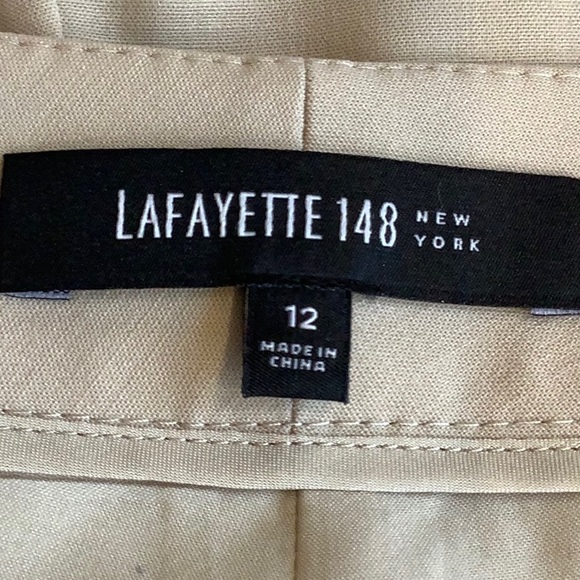 LAFAYETTE 148 NEW YORK
12
MADE IN
CHINA